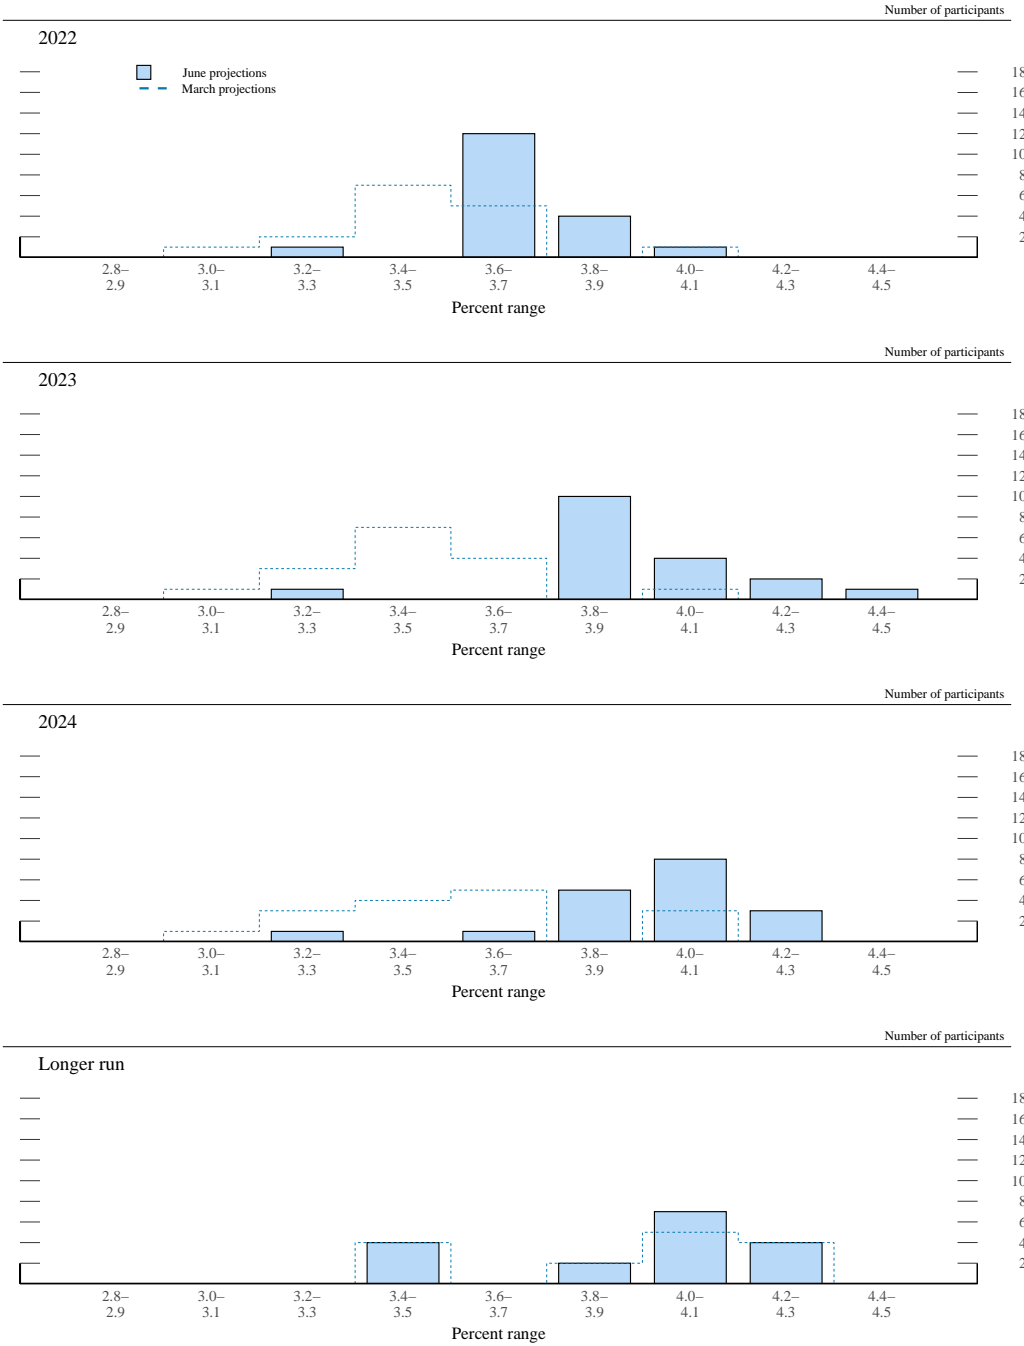 Number of participants
2022
June projections
March projections
18
16
14
12
10
8
6
4
2
2.8– 3.0– 3.2– 3.4– 3.6– 3.8– 4.0– 4.2– 4.4–
2.9 3.1 3.3 3.5 3.7 3.9 4.1 4.3 4.5
Percent range
Number of participants
2023
18
16
14
12
10
8
6
4
2
2.8– 3.0– 3.2– 3.4– 3.6– 3.8– 4.0– 4.2– 4.4–
2.9 3.1 3.3 3.5 3.7 3.9 4.1 4.3 4.5
Percent range
Number of participants
2024
18
16
14
12
10
8
6
4
2
2.8– 3.0– 3.2– 3.4– 3.6– 3.8– 4.0– 4.2– 4.4–
2.9 3.1 3.3 3.5 3.7 3.9 4.1 4.3 4.5
Percent range
Number of participants
Longer run
18
16
14
12
10
8
6
4
2
2.8– 3.0– 3.2– 3.4– 3.6– 3.8– 4.0– 4.2– 4.4–
2.9 3.1 3.3 3.5 3.7 3.9 4.1 4.3 4.5
Percent range